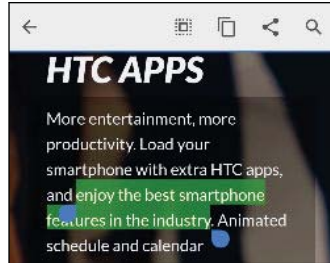 HTC APPS
More entertainment, more
productivity. Load your
smartphone with extra HTC apps,
and enjoy the best smartphone
features in the industry. Animated
schedule and calendar